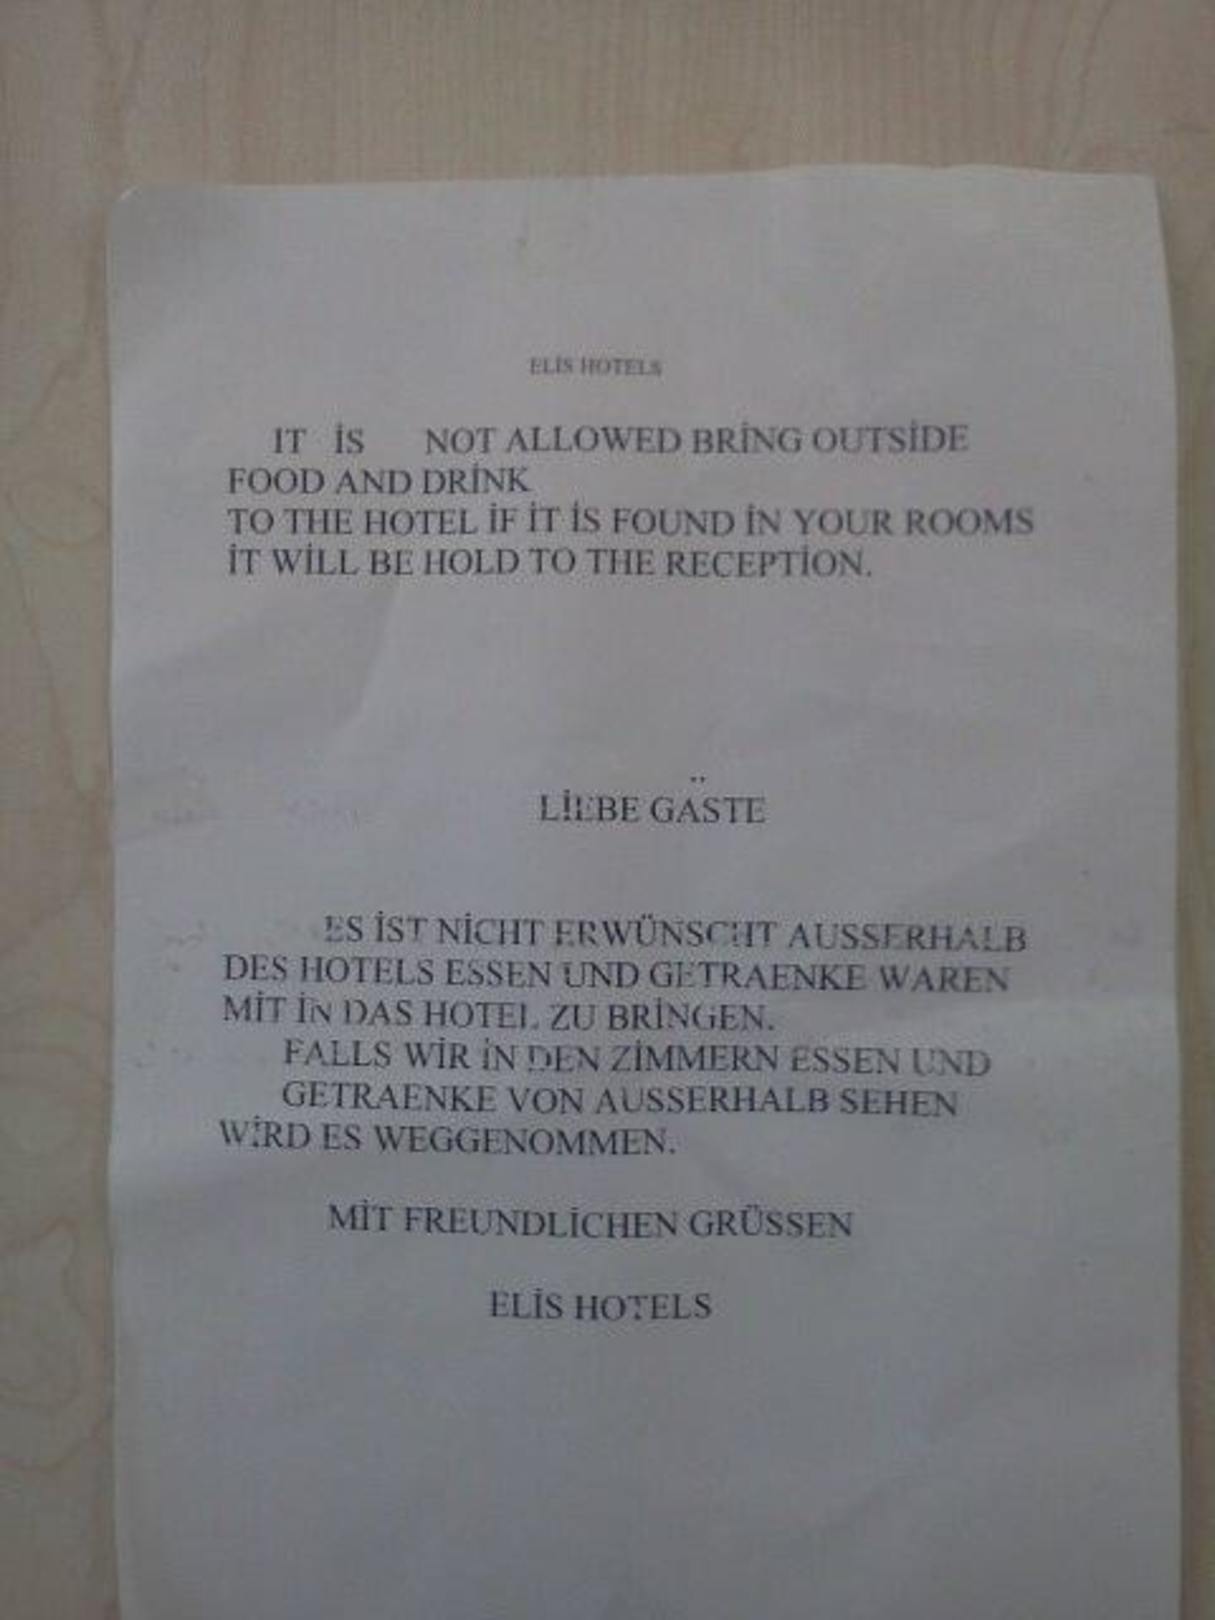 ELİS HOTELS
IT İS NOT ALLOWED BRİNG OUTSİDE
FOOD AND DRİNK
TO THE HOTEL İF İT İS FOUND İN YOUR ROOMS
İT WİLL BE HOLD TO THE RECEPTİON.
LİEBE GÄSTE
ES İST NİCHT ERWÜNSCHT AUSSERHALB
DES HOTELS ESSEN UND GETRAENKE WAREN
MİT İN DAS HOTEL ZU BRİNGEN.
FALLS WİR İN DEN ZİMMERN ESSEN UND
GETRAENKE VON AUSSERHALB SEHEN
WİRD ES WEGGENOMMEN.
MİT FREUNDLİCHEN GRÜSSEN
ELİS HOTELS